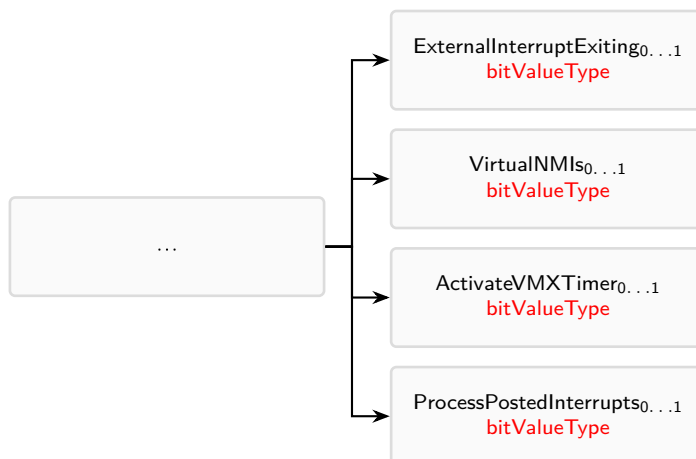 ExternalInterruptExiting0...1
bitValueType
VirtualNMIs0...1
bitValueType
...
ActivateVMXTimer0...1
bitValueType
ProcessPostedInterrupts0...1
bitValueType